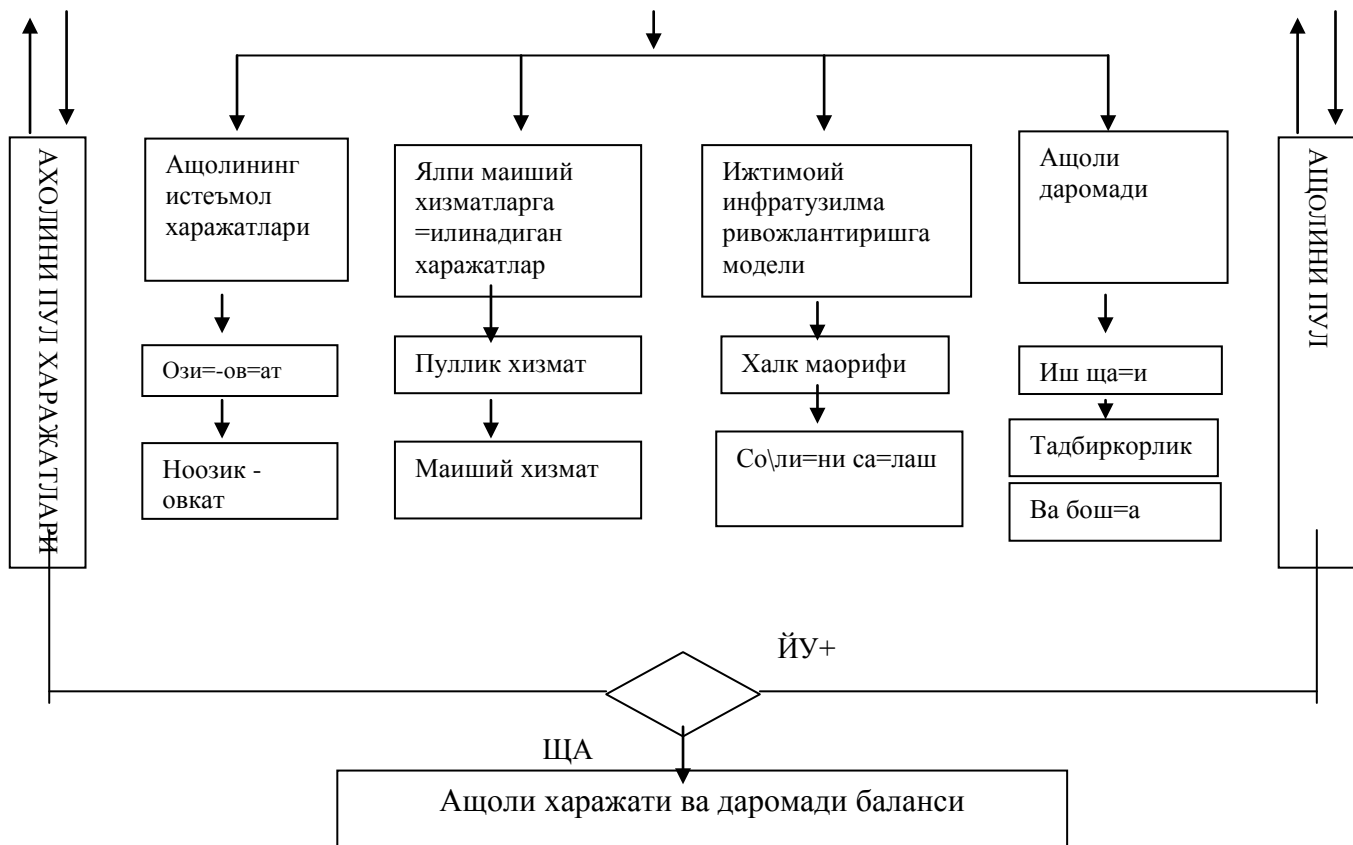 АХОЛИНИ ПУЛ ХАРАЖАТЛАРИ
Ащолининг
истеъмол
харажатлари
Ози=-ов=ат
Ноозик -
овкат
Ялпи маиший
хизматларга
=илинадиган
харажатлар
Пуллик хизмат
Маиший хизмат
Ижтимоий
инфратузилма
ривожлантиришга
модели
Халк маорифи
Со\ли=ни са=лаш
Ащоли
даромади
Иш ща=и
Тадбиркорлик
Ва бош=а
АЩОЛИНИ ПУЛ
ЙУ+
ЩА
Ащоли харажати ва даромади баланси